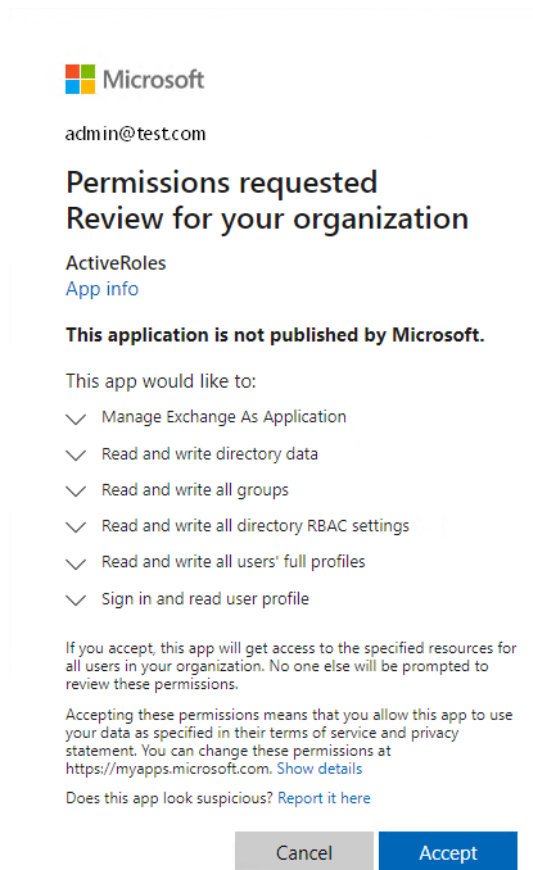 Microsoft
admin@test.com
Permissions requested
Review for your organization
ActiveRoles
App info
This application is not published by Microsoft.
This app would like to:
Manage Exchange As Application
Read and write directory data
Read and write all groups
Read and write all directory RBAC settings
Read and write all users' full profiles
Sign in and read user profile
If you accept, this app will get access to the specified resources for
all users in your organization. No one else will be prompted to
review these permissions.
Accepting these permissions means that you allow this app to use
your data as specified in their terms of service and privacy
statement. You can change these permissions at
https://myapps.microsoft.com. Show details
Does this app look suspicious? Report it here
Cancel Accept